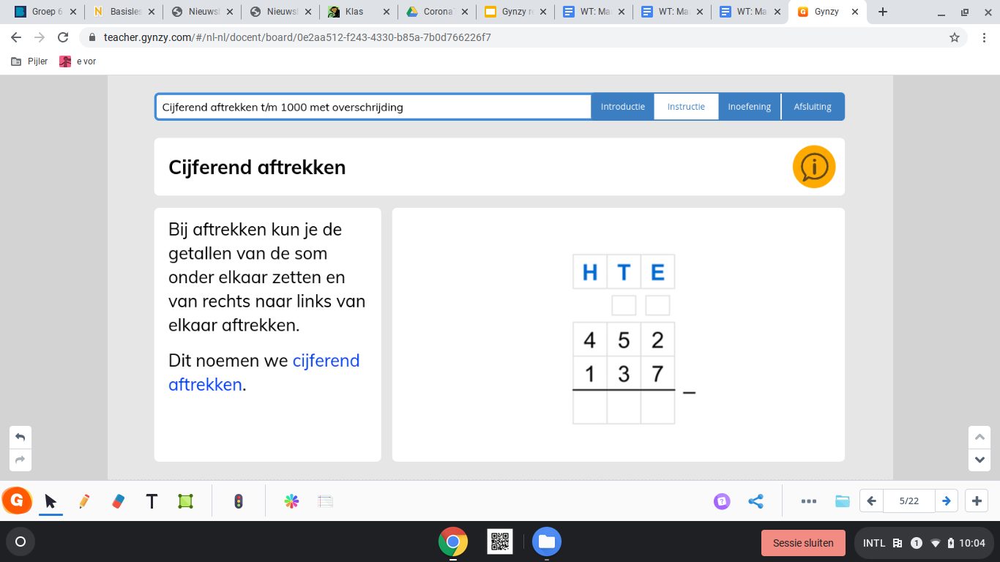 Groep 6
Basisles
Nieuws
Nieuws
Klas
Corona
Gynzy r
WT: Ma
WT: Ma
WT: Ma
Gynzy
teacher.gynzy.com/#/nl-nl/docent/board/0e2aa512-f243-4330-b85a-7b0d766226f7
Pijler
e vor
Cijferend aftrekken t/m 1000 met overschrijding
Introductie
Instructie
Inoefening
Afsluiting
Cijferend aftrekken
i
Bij aftrekken kun je de
getallen van de som
onder elkaar zetten en
van rechts naar links van
elkaar aftrekken.
Dit noemen we cijferend
aftrekken.
H T E
4 5 2
1 3 7
–
G
T
?
5/22
Sessie sluiten
INTL
1
10:04